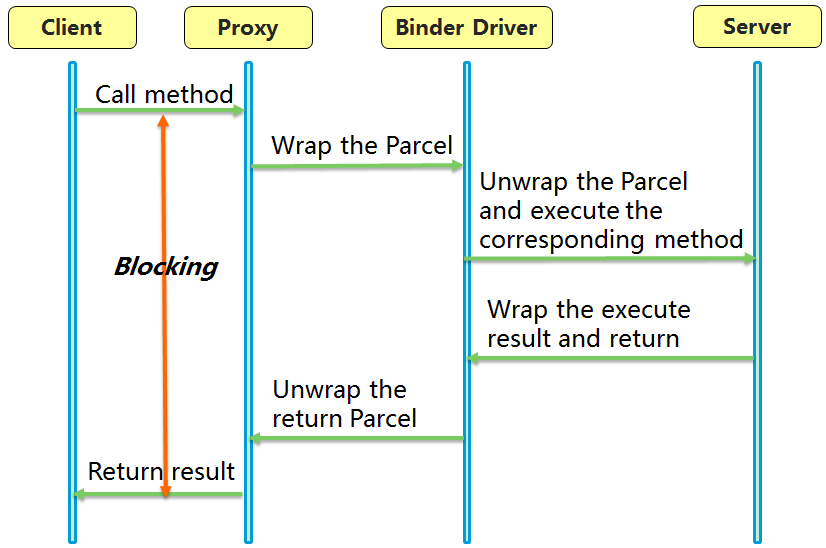 Client
Proxy
Binder Driver
Server
Call method
Wrap the Parcel
Unwrap the Parcel
and execute the
corresponding method
Blocking
Wrap the execute
result and return
Unwrap the
return Parcel
Return result